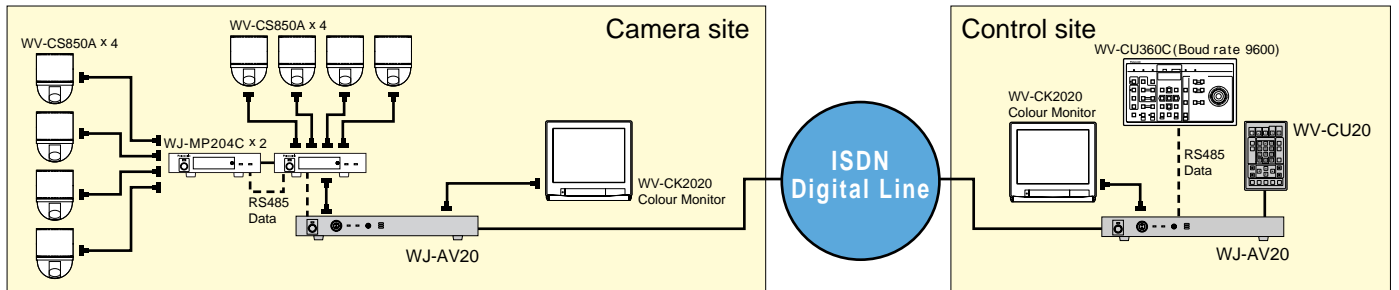 Camera site
WV-CS850A x 4
WV-CS850A x 4
WJ-MP204C x 2
RS485
Data
WV-CK2020
Colour Monitor
WJ-AV20
ISDN
Digital Line
Control site
WV-CU360C (Boud rate 9600)
WV-CK2020
Colour Monitor
RS485
Data
WV-CU20
WJ-AV20